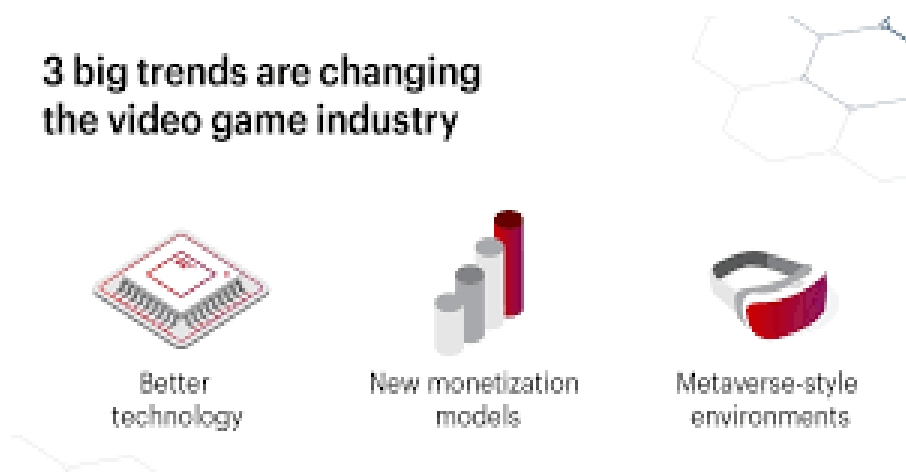 3 big trends are changing
the video game industry
Better
technology
New monetization
models
Metaverse-style
environments